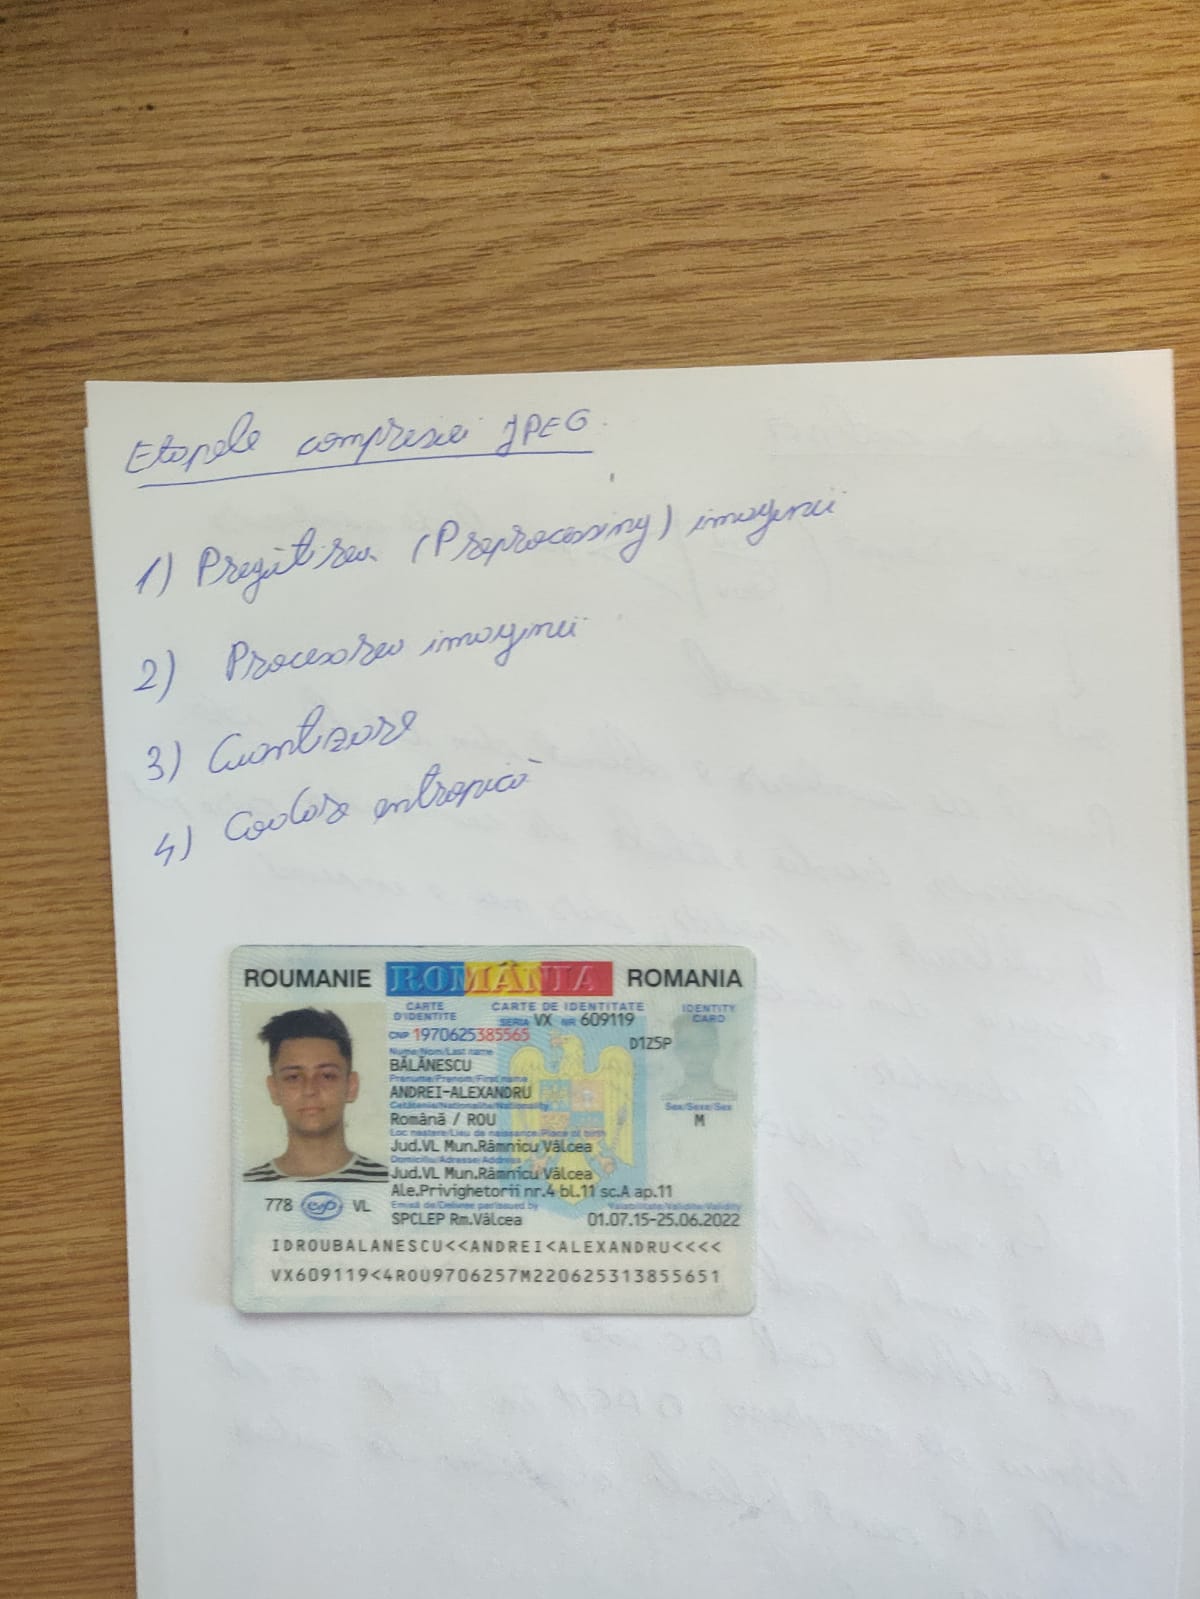 Etapele compresiei JPEG.
1) Pregătirea (Preprocessing) imaginii
2) Procesarea imaginii
3) Cuantizare
4) Codare entropică
ROUMANIE ROMÂNIA ROMANIA
CARTE D'IDENTITE CARTE DE IDENTITATE IDENTITY CARD
SERIA VX NR 609119
CNP 1970625385565
D1Z5P
Nume/Nom/Last name
BĂLĂNESCU
Prenume/Prenom/First name
ANDREI-ALEXANDRU
Cetăţenie/Nationalite/Nationality
Română / ROU
Sex/Sexe/Sex
M
Loc nastere/Lieu de naissance/Place of birth
Jud.VL Mun.Râmnicu Vâlcea
Domiciliu/Adresse/Address
Jud.VL Mun.Râmnicu Vâlcea
Ale.Privighetorii nr.4 bl.11 sc.A ap.11
778 VL
Emisă de/Delivree par/Issued by Valabilitate/Validite/Validity
SPCLEP Rm.Vâlcea 01.07.15-25.06.2022
IDROUBALANESCU<<ANDREI<ALEXANDRU<<<<
VX609119<4ROU9706257M220625313855651